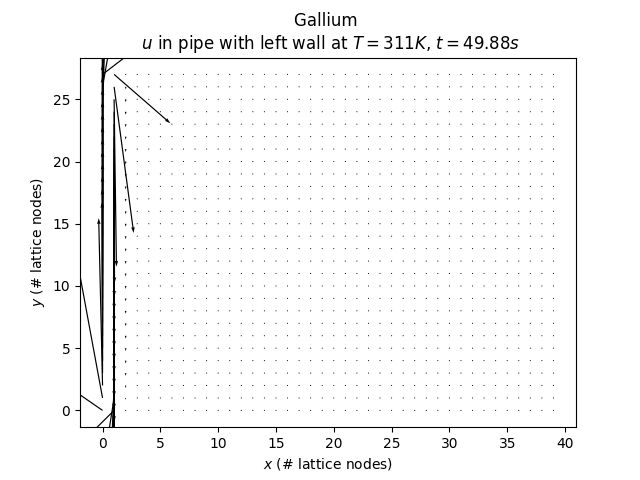 Gallium
u in pipe with left wall at T = 311K, t = 49.88s
25
20
15
10
5
0
y (# lattice nodes)
0 5 10 15 20 25 30 35 40
x (# lattice nodes)